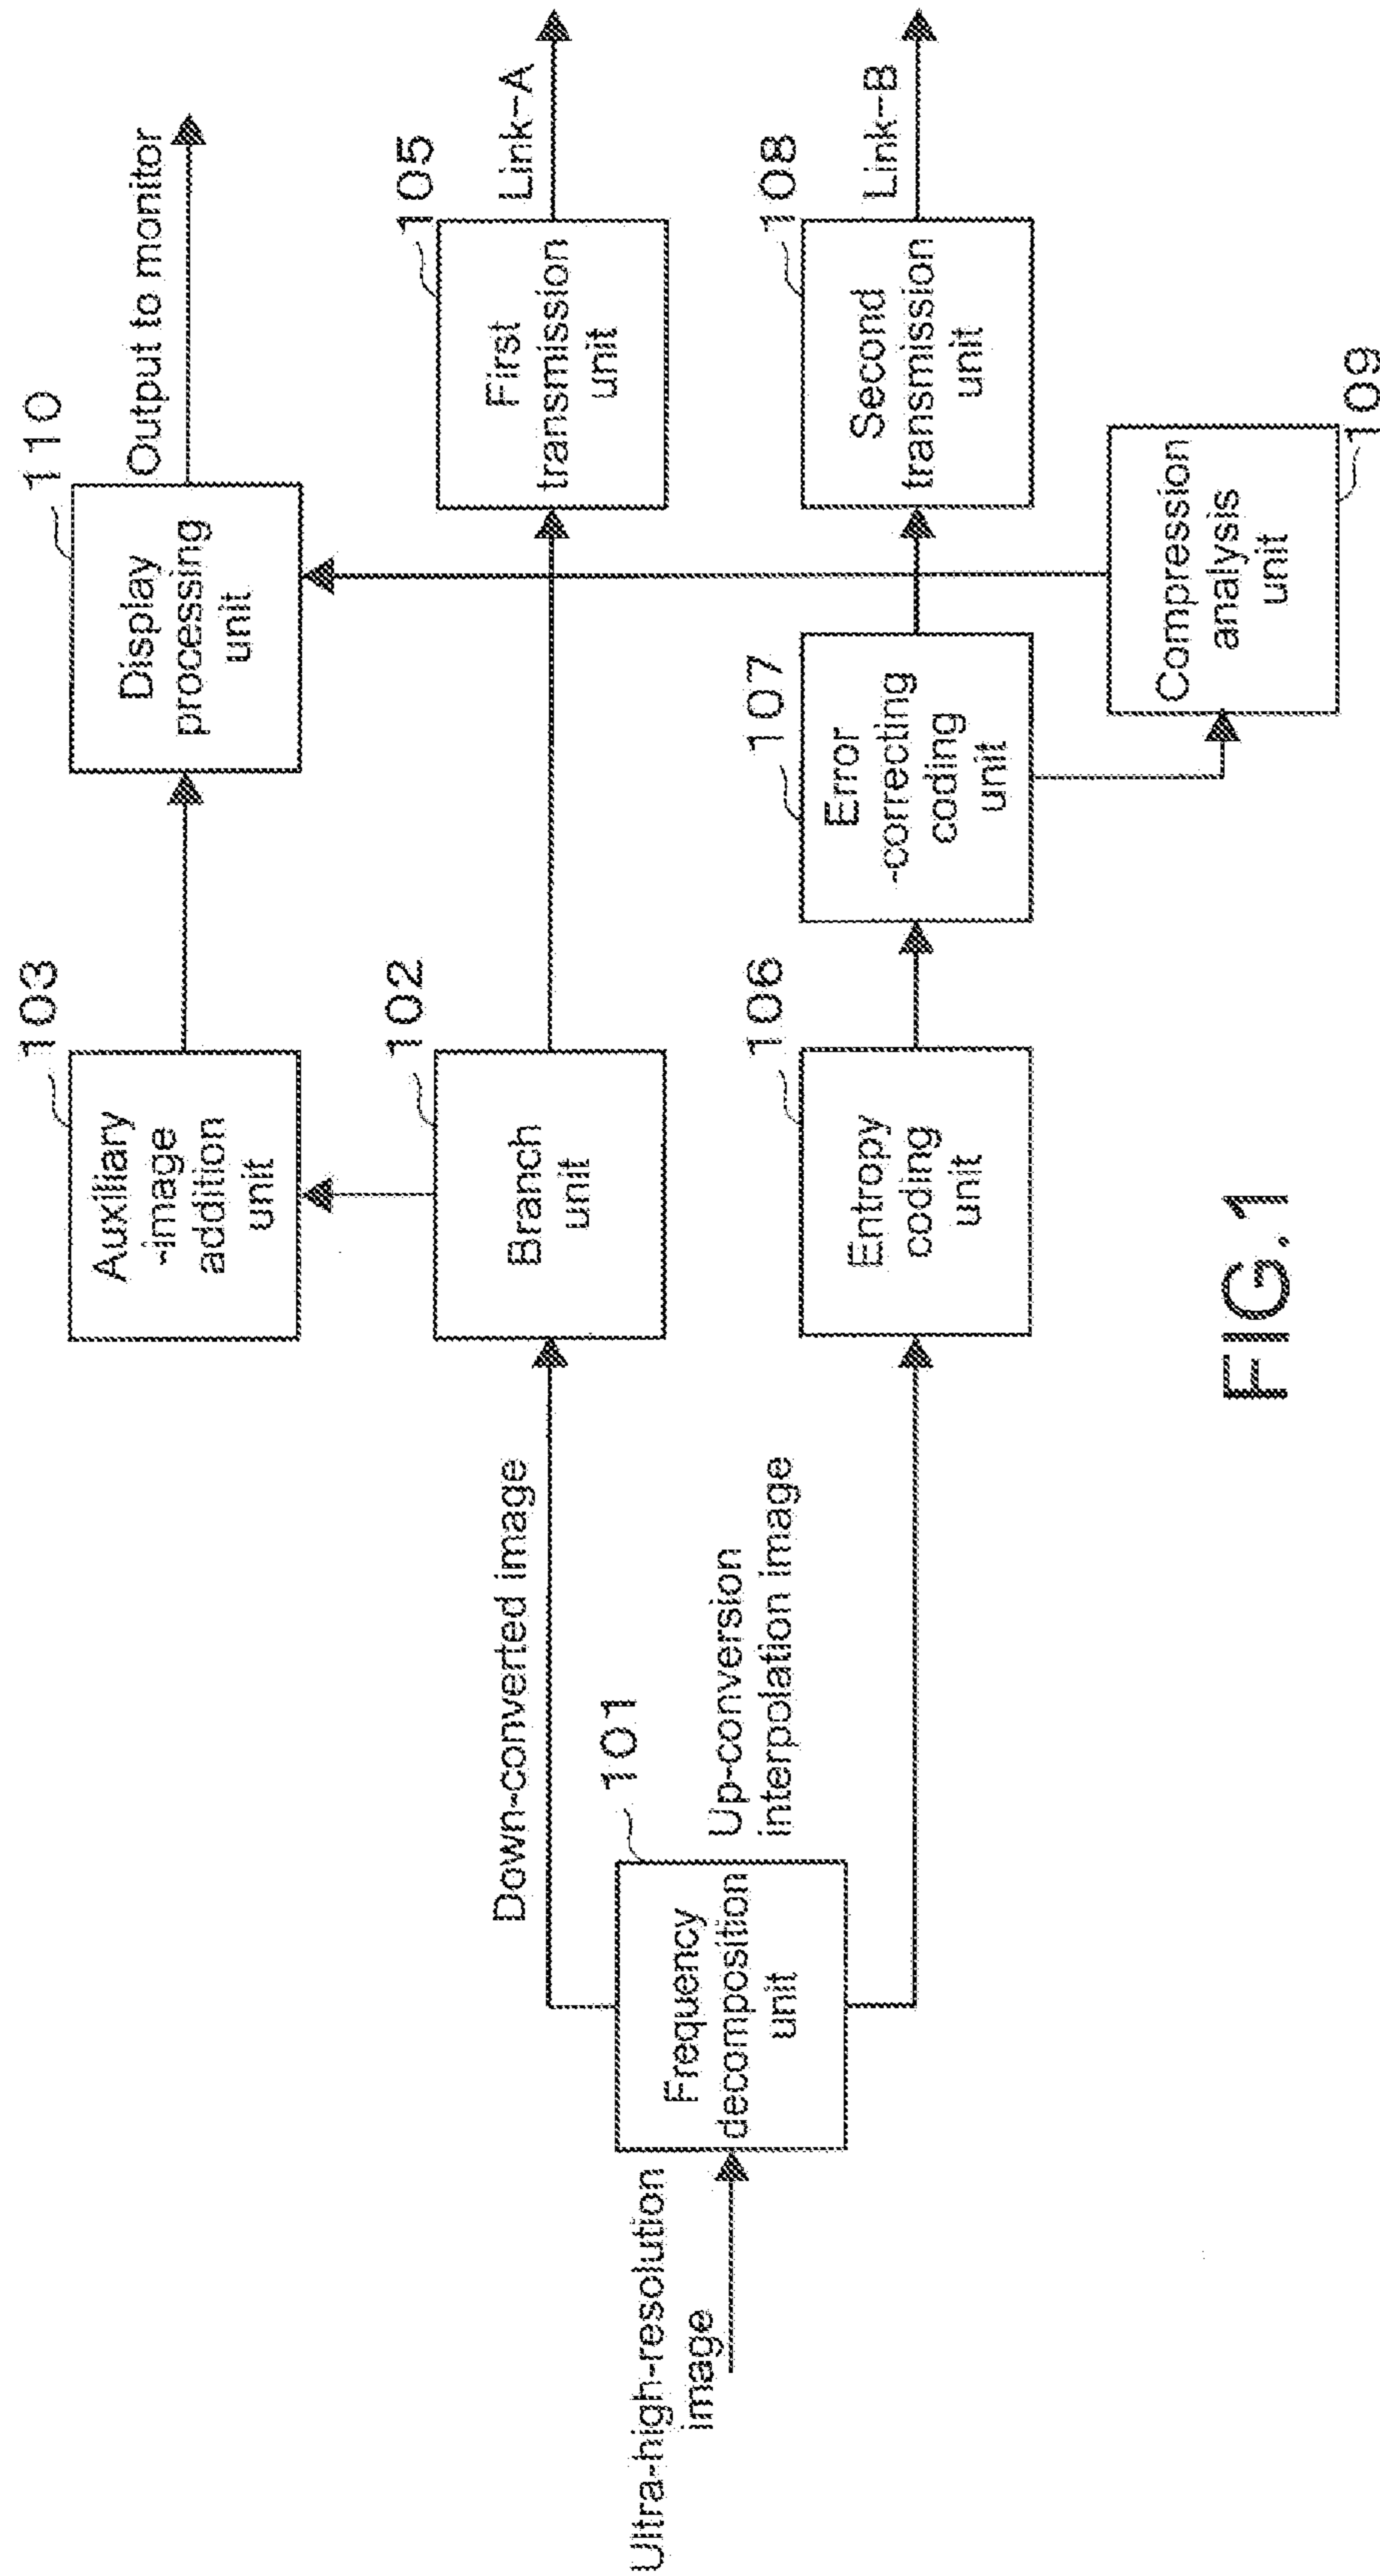 Ultra-high-resolution
image
101
Frequency
decomposition
unit
Down-converted image
Up-conversion
interpolation image
103
Auxiliary
-image
addition
unit
102
Branch
unit
106
Entropy
coding
unit
107
Error
-correcting
coding
unit
110
Display
processing
unit
Output to monitor
105
First
transmission
unit
Link-A
108
Second
transmission
unit
Link-B
Compression
analysis
unit
109
FIG.1